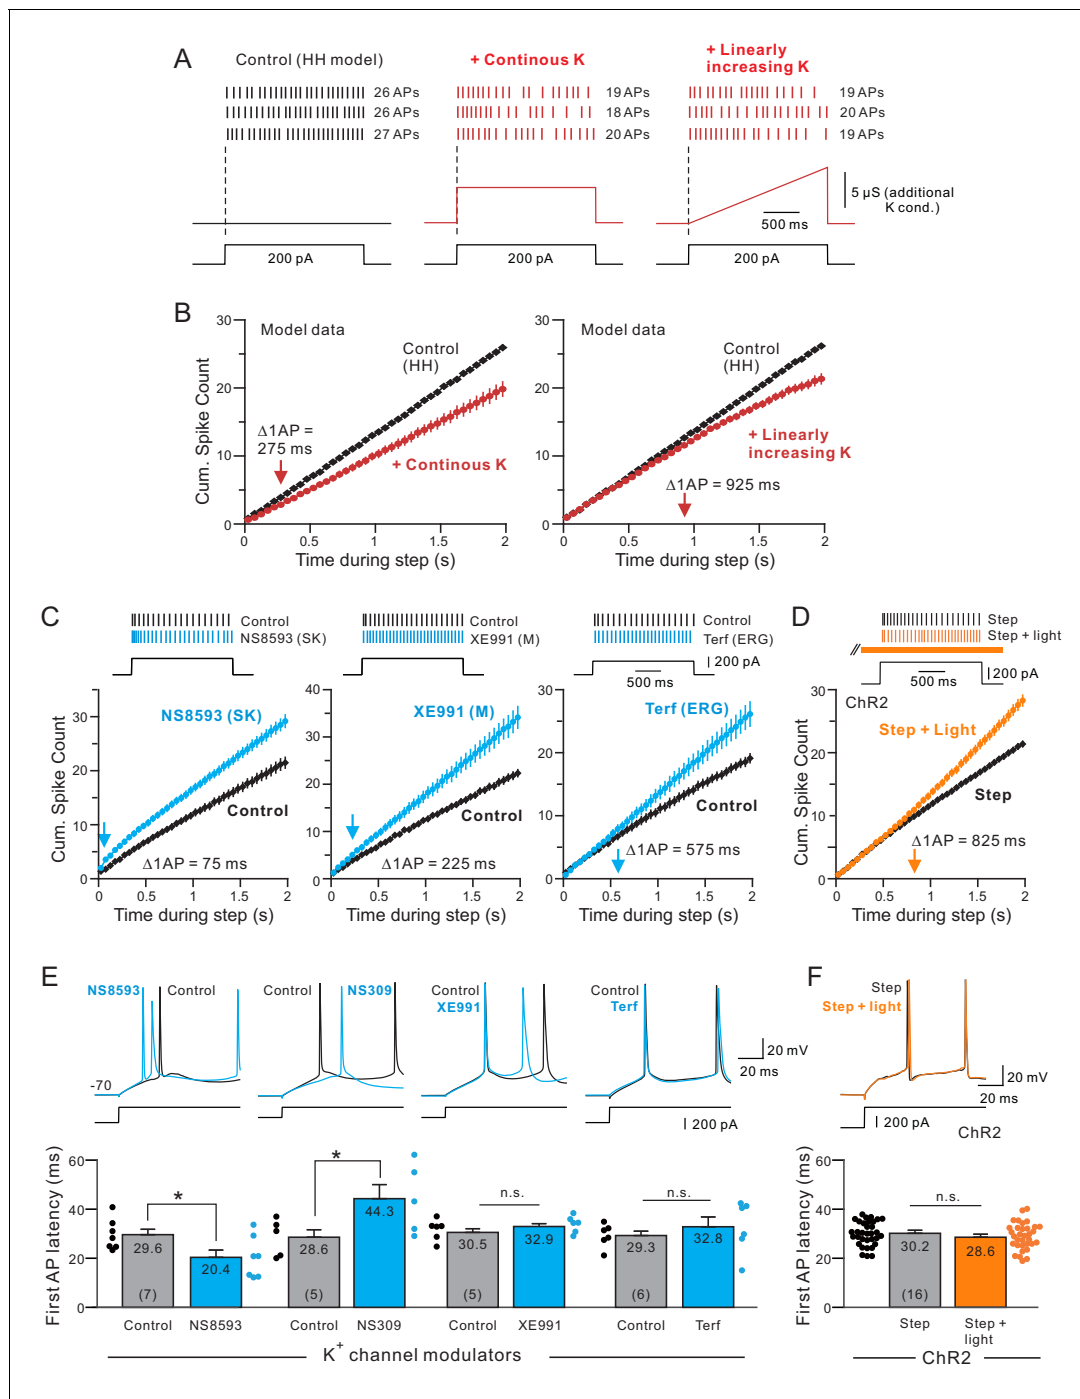 A
Control (HH model)
+ Continous K
+ Linearly
increasing K
26 APs
26 APs
27 APs
19 APs
18 APs
20 APs
19 APs
20 APs
19 APs
5 µS (additional
K cond.)
500 ms
200 pA
200 pA
200 pA
B
Cum. Spike Count
30
20
10
0
Model data
Control
(HH)
Δ1AP =
275 ms
+ Continous K
0
0.5
1
1.5
2
Time during step (s)
30
20
10
0
Model data
Control
(HH)
+ Linearly
increasing K
Δ1AP = 925 ms
0
0.5
1
1.5
2
Time during step (s)
C
Control
NS8593 (SK)
Cum. Spike Count
30
20
10
0
NS8593 (SK)
Control
Δ1AP = 75 ms
0
0.5
1
1.5
2
Time during step (s)
Control
XE991 (M)
40
30
20
10
0
XE991 (M)
Control
Δ1AP = 225 ms
0
0.5
1
1.5
2
Time during step (s)
Control
Terf (ERG)
200 pA
500 ms
30
20
10
0
Terf (ERG)
Control
Δ1AP = 575 ms
0
0.5
1
1.5
2
Time during step (s)
D
Step
Step + light
200 pA
500 ms
ChR2
Cum. Spike Count
30
20
10
0
Step + Light
Step
Δ1AP = 825 ms
0
0.5
1
1.5
2
Time during step (s)
E
NS8593
Control
-70
Control
NS309
Control
XE991
Control
Terf
20 mV
20 ms
200 pA
First AP latency (ms)
60
40
20
0
*
29.6
20.4
(7)
Control
NS8593
*
28.6
44.3
(5)
Control
NS309
n.s.
30.5
32.9
(5)
Control
XE991
n.s.
29.3
32.8
(6)
Control
Terf
K+ channel modulators
F
Step
Step + light
20 mV
20 ms
200 pA
ChR2
First AP latency (ms)
60
40
20
0
n.s.
30.2
28.6
(16)
Step
Step +
light
ChR2